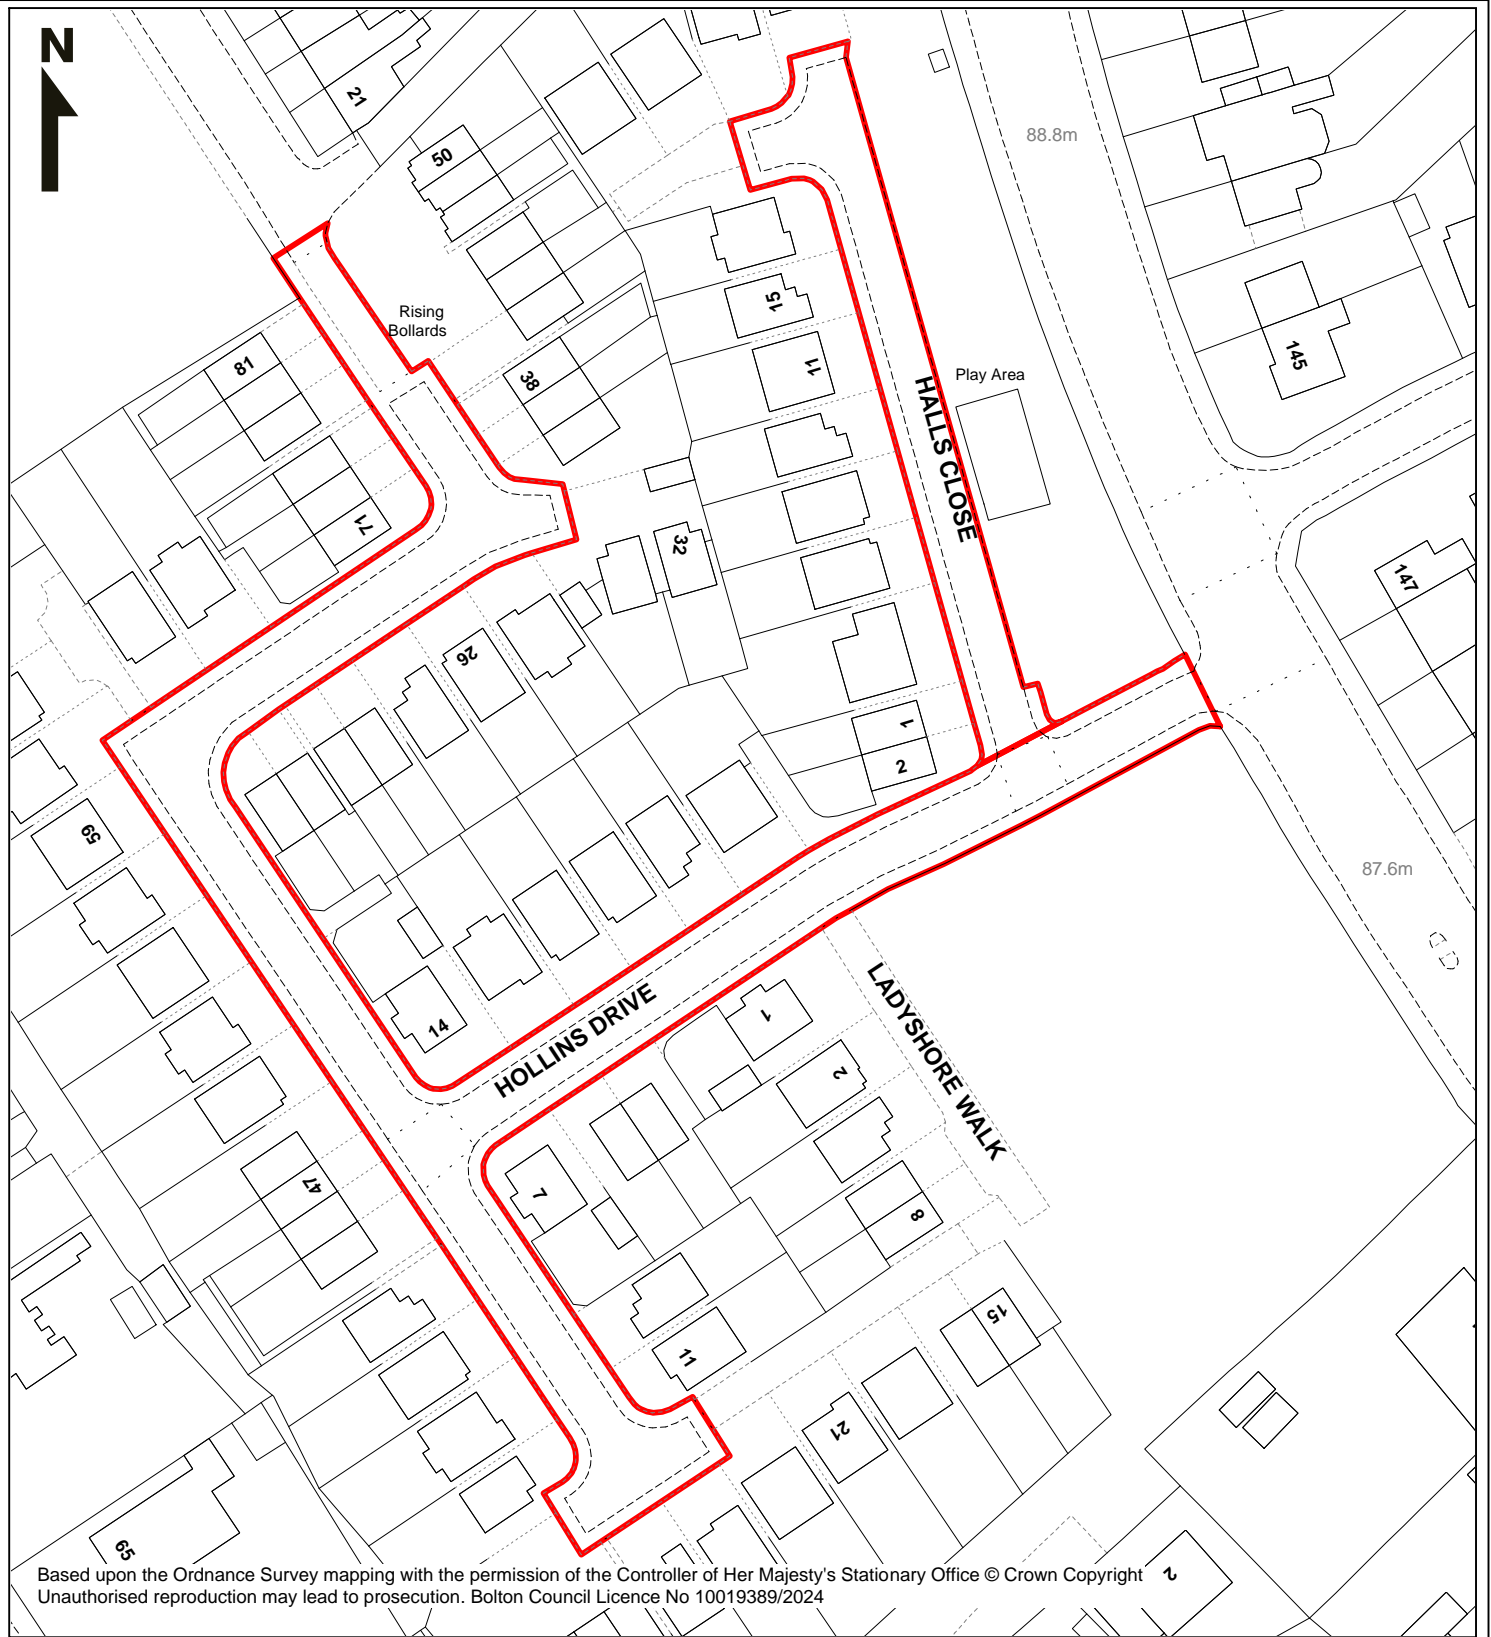 N
21
50
88.8m
Rising
Bollards
15
81
38
11
145
Play Area
HALLS CLOSE
71
32
147
26
1
2
59
87.6m
14
HOLLINS DRIVE
LADYSHORE WALK
1
2
47
7
8
15
11
21
65
2
Based upon the Ordnance Survey mapping with the permission of the Controller of Her Majesty's Stationary Office © Crown Copyright
Unauthorised reproduction may lead to prosecution. Bolton Council Licence No 10019389/2024